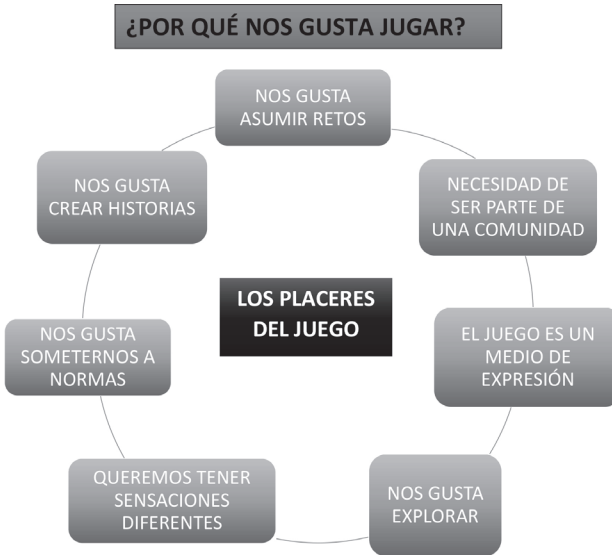 ¿POR QUÉ NOS GUSTA JUGAR?
NOS GUSTA
ASUMIR RETOS
NECESIDAD DE
SER PARTE DE
UNA COMUNIDAD
EL JUEGO ES UN
MEDIO DE
EXPRESIÓN
NOS GUSTA
EXPLORAR
QUEREMOS TENER
SENSACIONES
DIFERENTES
NOS GUSTA
SOMETERNOS A
NORMAS
NOS GUSTA
CREAR HISTORIAS
LOS PLACERES
DEL JUEGO